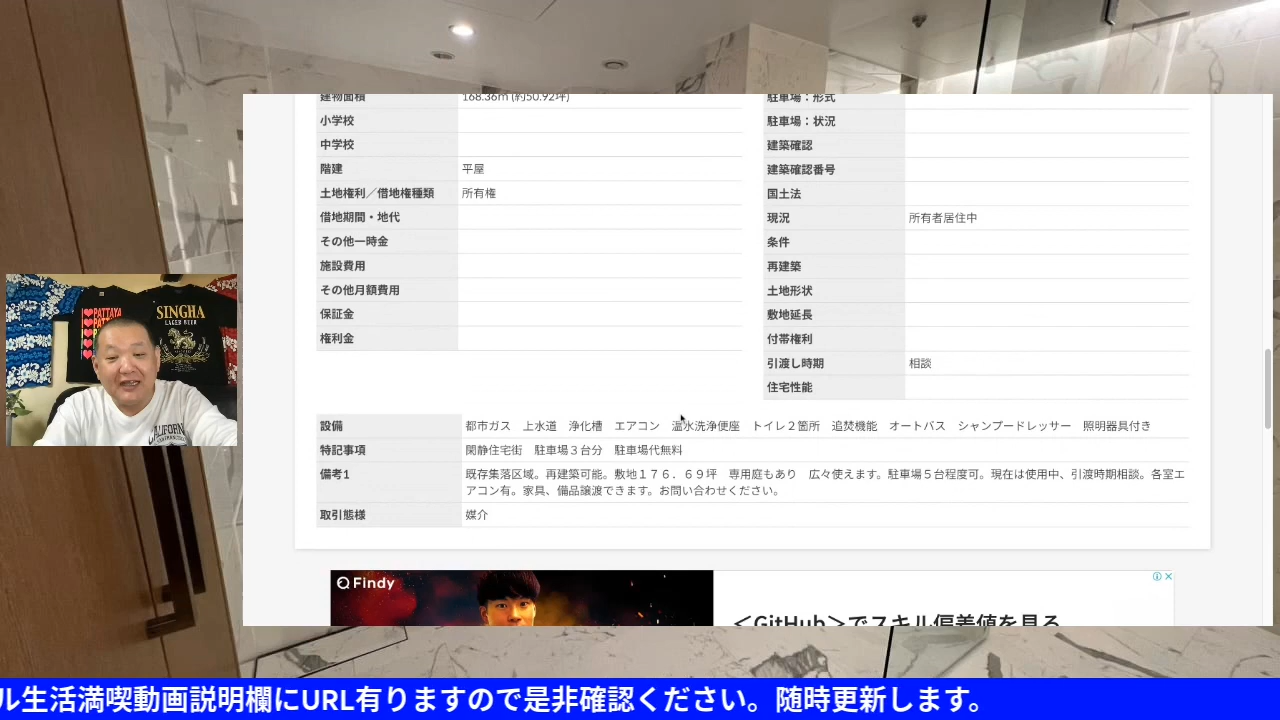 建物面積 168.36㎡ (約50.92坪)
小学校
中学校
階建 平屋
土地権利／借地権種類 所有権
借地期間・地代
その他一時金
施設費用
その他月額費用
保証金
権利金
駐車場：形式
駐車場：状況
建築確認
建築確認番号
国土法
現況 所有者居住中
条件
再建築
土地形状
敷地延長
付帯権利
引渡し時期 相談
住宅性能
設備 都市ガス 上水道 浄化槽 エアコン 温水洗浄便座 トイレ２箇所 追焚機能 オートバス シャンプードレッサー 照明器具付き
特記事項 閑静住宅街 駐車場３台分 駐車場代無料
備考1 既存集落区域。再建築可能。敷地１７６．６９坪 専用庭もあり 広々使えます。駐車場５台程度可。現在は使用中、引渡時期相談。各室エ
アコン有。家具、備品譲渡できます。お問い合わせください。
取引態様 媒介
Findy
＜GitHub＞でスキル偏差値を見る
PATTAYA
SINGHA
LAGER BEER
ル生活満喫動画説明欄にURL有りますので是非確認ください。随時更新します。